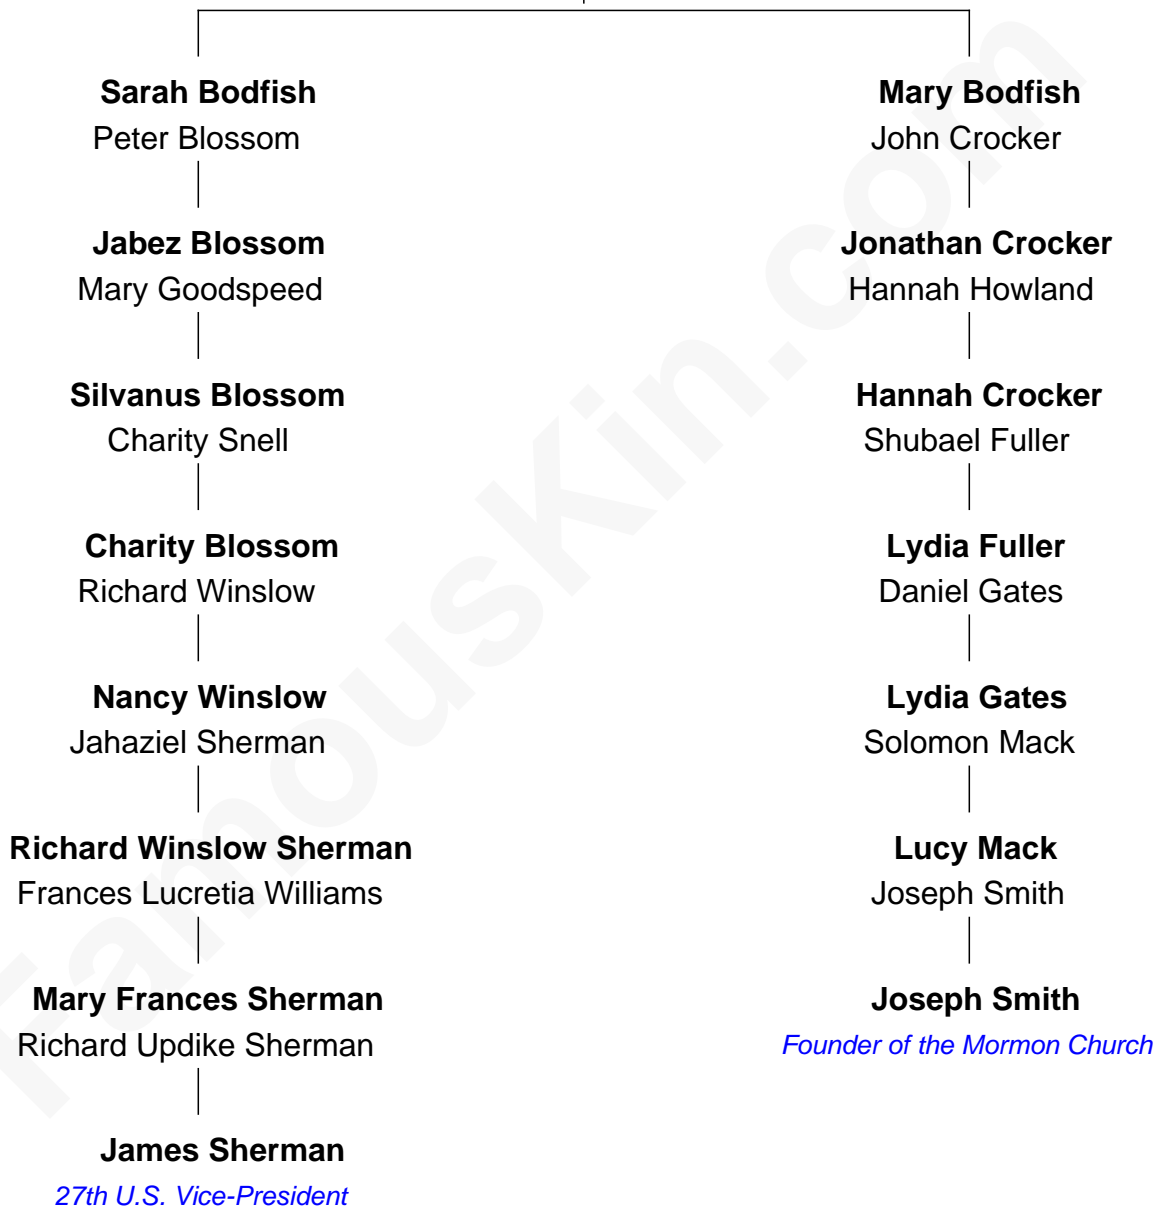 Sarah Bodfish
Peter Blossom
Jabez Blossom
Mary Goodspeed
Silvanus Blossom
Charity Snell
Charity Blossom
Richard Winslow
Nancy Winslow
Jahaziel Sherman
Richard Winslow Sherman
Frances Lucretia Williams
Mary Frances Sherman
Richard Updike Sherman
James Sherman
27th U.S. Vice-President
Mary Bodfish
John Crocker
Jonathan Crocker
Hannah Howland
Hannah Crocker
Shubael Fuller
Lydia Fuller
Daniel Gates
Lydia Gates
Solomon Mack
Lucy Mack
Joseph Smith
Joseph Smith
Founder of the Mormon Church
FamousKin.com